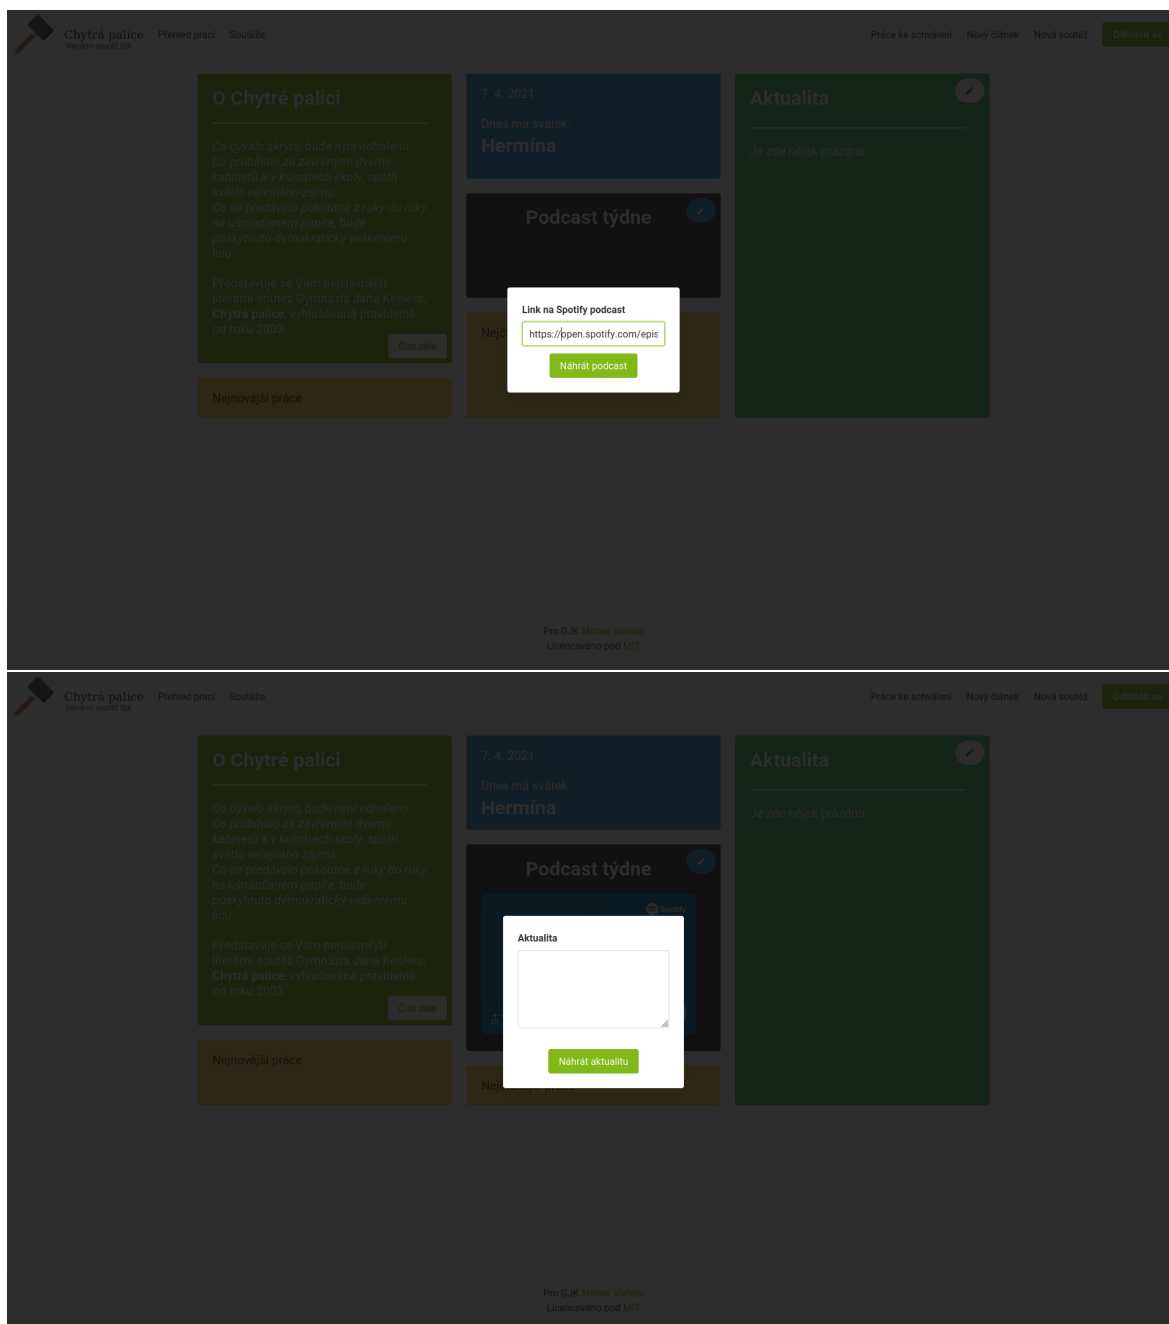 Chytrá palice
literární soutěž GJK
Přehled prací
Soutěže
Práce ke schválení
Nový článek
Nová soutěž
Odhlásit se
O Chytré palici
Co bývalo skryto, bude nyní odhaleno.
Co probíhalo za zavřenými dveřmi
kabinetů a v kuloárech školy, spatří
světlo veřejného zájmu.
Co se předávalo pokoutně z ruky do ruky
na ušmudlaném papíře, bude
poskytnuto demokraticky veškerému
lidu.
Představuje se Vám nejslavnější
literární soutěž Gymnázia Jana Keplera,
Chytrá palice, vyhlašovaná pravidelně
od roku 2003.
Číst dále
Nejnovější práce
7. 4. 2021
Dnes má svátek:
Hermína
Podcast týdne
Link na Spotify podcast
https://open.spotify.com/epis
Náhrát podcast
Aktualita
Je zde nějak prázdno
Pro GJK Michal Vaňata
Licencováno pod MIT
Chytrá palice
literární soutěž GJK
Přehled prací
Soutěže
Práce ke schválení
Nový článek
Nová soutěž
Odhlásit se
O Chytré palici
Co bývalo skryto, bude nyní odhaleno.
Co probíhalo za zavřenými dveřmi
kabinetů a v kuloárech školy, spatří
světlo veřejného zájmu.
Co se předávalo pokoutně z ruky do ruky
na ušmudlaném papíře, bude
poskytnuto demokraticky veškerému
lidu.
Představuje se Vám nejslavnější
literární soutěž Gymnázia Jana Keplera,
Chytrá palice, vyhlašovaná pravidelně
od roku 2003.
Číst dále
Nejnovější práce
7. 4. 2021
Dnes má svátek:
Hermína
Podcast týdne
Spotify
Aktualita
Náhrát aktualitu
Aktualita
Je zde nějak prázdno
Pro GJK Michal Vaňata
Licencováno pod MIT